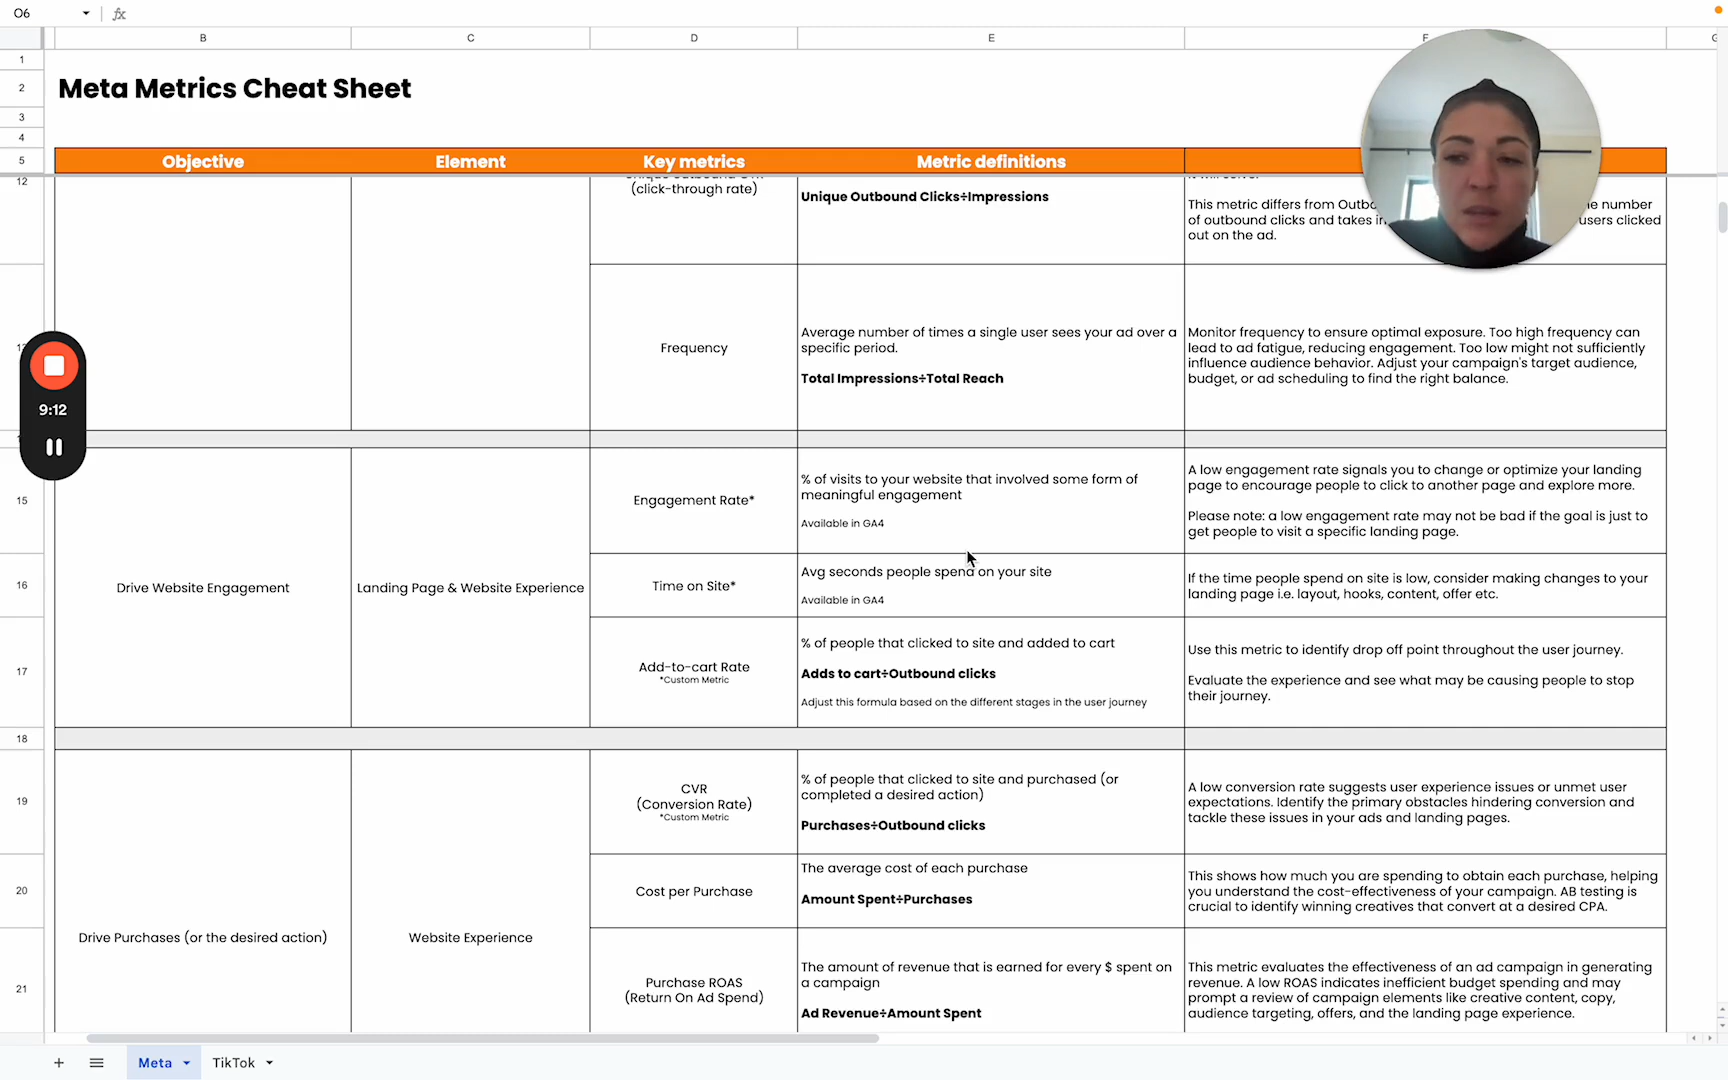 O6
fx
B C D E F G
1
2 Meta Metrics Cheat Sheet
3
4
5 Objective Element Key metrics Metric definitions
12
(click-through rate)
Unique Outbound Clicks÷Impressions
This metric differs from number
of outbound clicks and takes users clicked
out on the ad.
Frequency
Average number of times a single user sees your ad over a
specific period.
Total Impressions÷Total Reach
Monitor frequency to ensure optimal exposure. Too high frequency can
lead to ad fatigue, reducing engagement. Too low might not sufficiently
influence audience behavior. Adjust your campaign's target audience,
budget, or ad scheduling to find the right balance.
9:12
15
Drive Website Engagement
Landing Page & Website Experience
Engagement Rate*
% of visits to your website that involved some form of
meaningful engagement
Available in GA4
A low engagement rate signals you to change or optimize your landing
page to encourage people to click to another page and explore more.
Please note: a low engagement rate may not be bad if the goal is just to
get people to visit a specific landing page.
16
Time on Site*
Avg seconds people spend on your site
Available in GA4
If the time people spend on site is low, consider making changes to your
landing page i.e. layout, hooks, content, offer etc.
17
Add-to-cart Rate
*Custom Metric
% of people that clicked to site and added to cart
Adds to cart÷Outbound clicks
Adjust this formula based on the different stages in the user journey
Use this metric to identify drop off point throughout the user journey.
Evaluate the experience and see what may be causing people to stop
their journey.
18
19
Drive Purchases (or the desired action)
Website Experience
CVR
(Conversion Rate)
*Custom Metric
% of people that clicked to site and purchased (or
completed a desired action)
Purchases÷Outbound clicks
A low conversion rate suggests user experience issues or unmet user
expectations. Identify the primary obstacles hindering conversion and
tackle these issues in your ads and landing pages.
20
Cost per Purchase
The average cost of each purchase
Amount Spent÷Purchases
This shows how much you are spending to obtain each purchase, helping
you understand the cost-effectiveness of your campaign. AB testing is
crucial to identify winning creatives that convert at a desired CPA.
21
Purchase ROAS
(Return On Ad Spend)
The amount of revenue that is earned for every $ spent on
a campaign
Ad Revenue÷Amount Spent
This metric evaluates the effectiveness of an ad campaign in generating
revenue. A low ROAS indicates inefficient budget spending and may
prompt a review of campaign elements like creative content, copy,
audience targeting, offers, and the landing page experience.
Meta TikTok